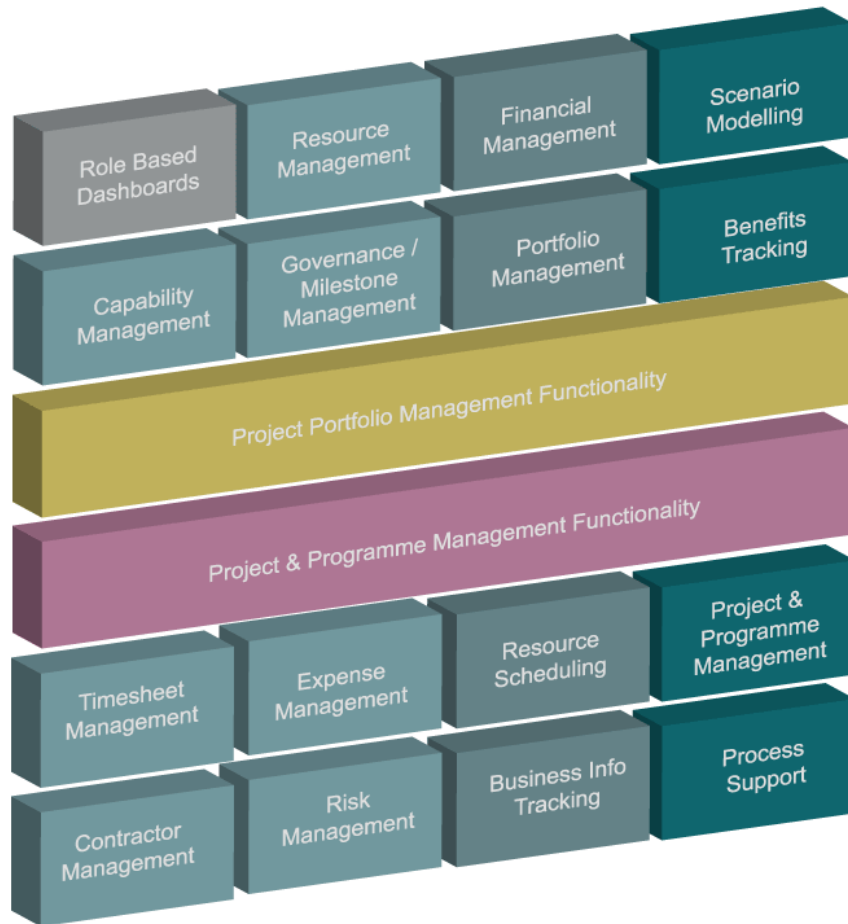 Role Based
Dashboards
Resource
Management
Financial
Management
Scenario
Modelling
Capability
Management
Governance /
Milestone
Management
Portfolio
Management
Benefits
Tracking
Project Portfolio Management Functionality
Project & Programme Management Functionality
Timesheet
Management
Expense
Management
Resource
Scheduling
Project &
Programme
Management
Contractor
Management
Risk
Management
Business Info
Tracking
Process
Support